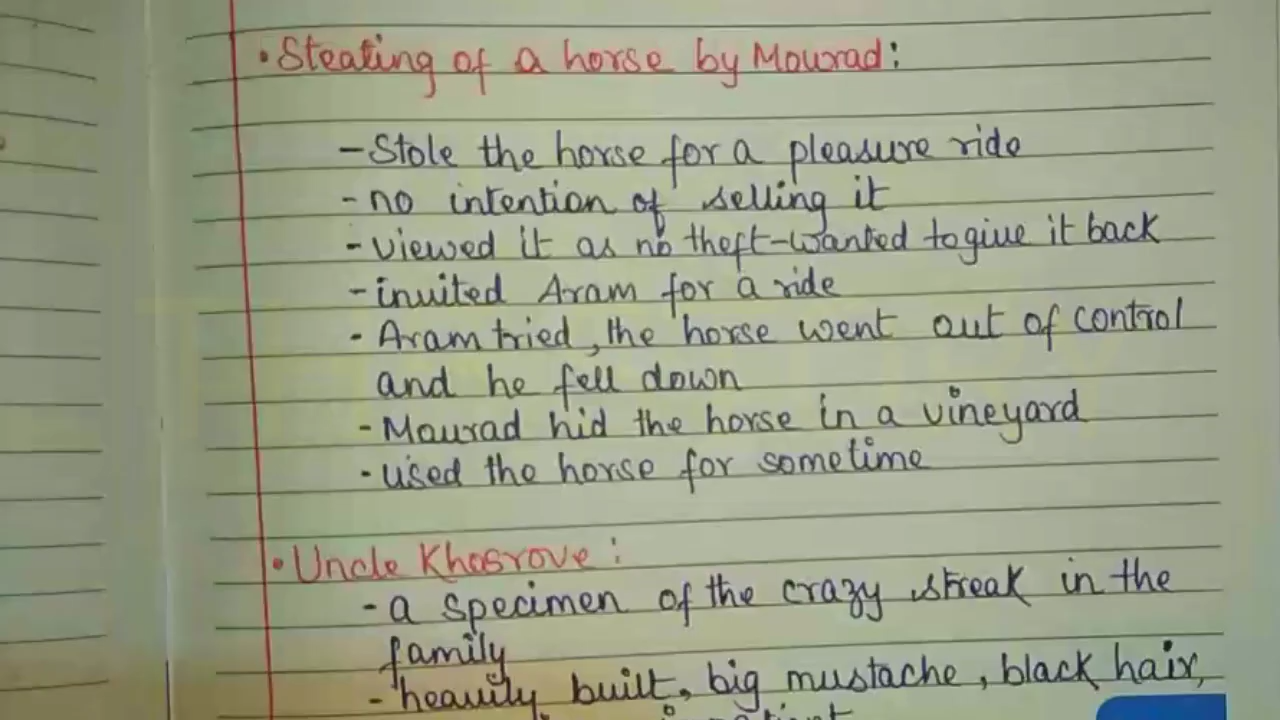 • Stealing of a horse by Mourad:
- Stole the horse for a pleasure ride
- no intention of selling it
- viewed it as no theft-wanted to give it back
- invited Aram for a ride
- Aram tried, the horse went out of control
and he fell down
- Mourad hid the horse in a vineyard
- used the horse for sometime
• Uncle Khosrove:
- a specimen of the crazy streak in the
family
- heavily built, big mustache, black hair,